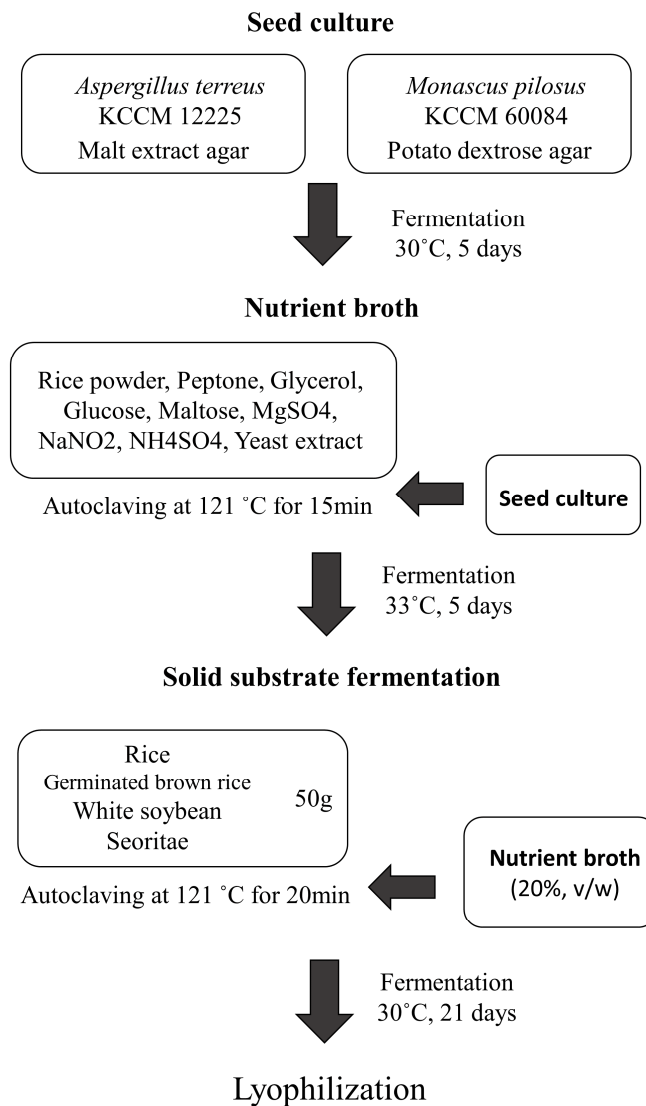 Seed culture
Aspergillus terreus
KCCM 12225
Malt extract agar
Monascus pilosus
KCCM 60084
Potato dextrose agar
Fermentation
30˚C, 5 days
Nutrient broth
Rice powder, Peptone, Glycerol,
Glucose, Maltose, MgSO4,
NaNO2, NH4SO4, Yeast extract
Autoclaving at 121 ˚C for 15min
Seed culture
Fermentation
33˚C, 5 days
Solid substrate fermentation
Rice
Germinated brown rice
White soybean
Seoritae
50g
Autoclaving at 121 ˚C for 20min
Nutrient broth
(20%, v/w)
Fermentation
30˚C, 21 days
Lyophilization